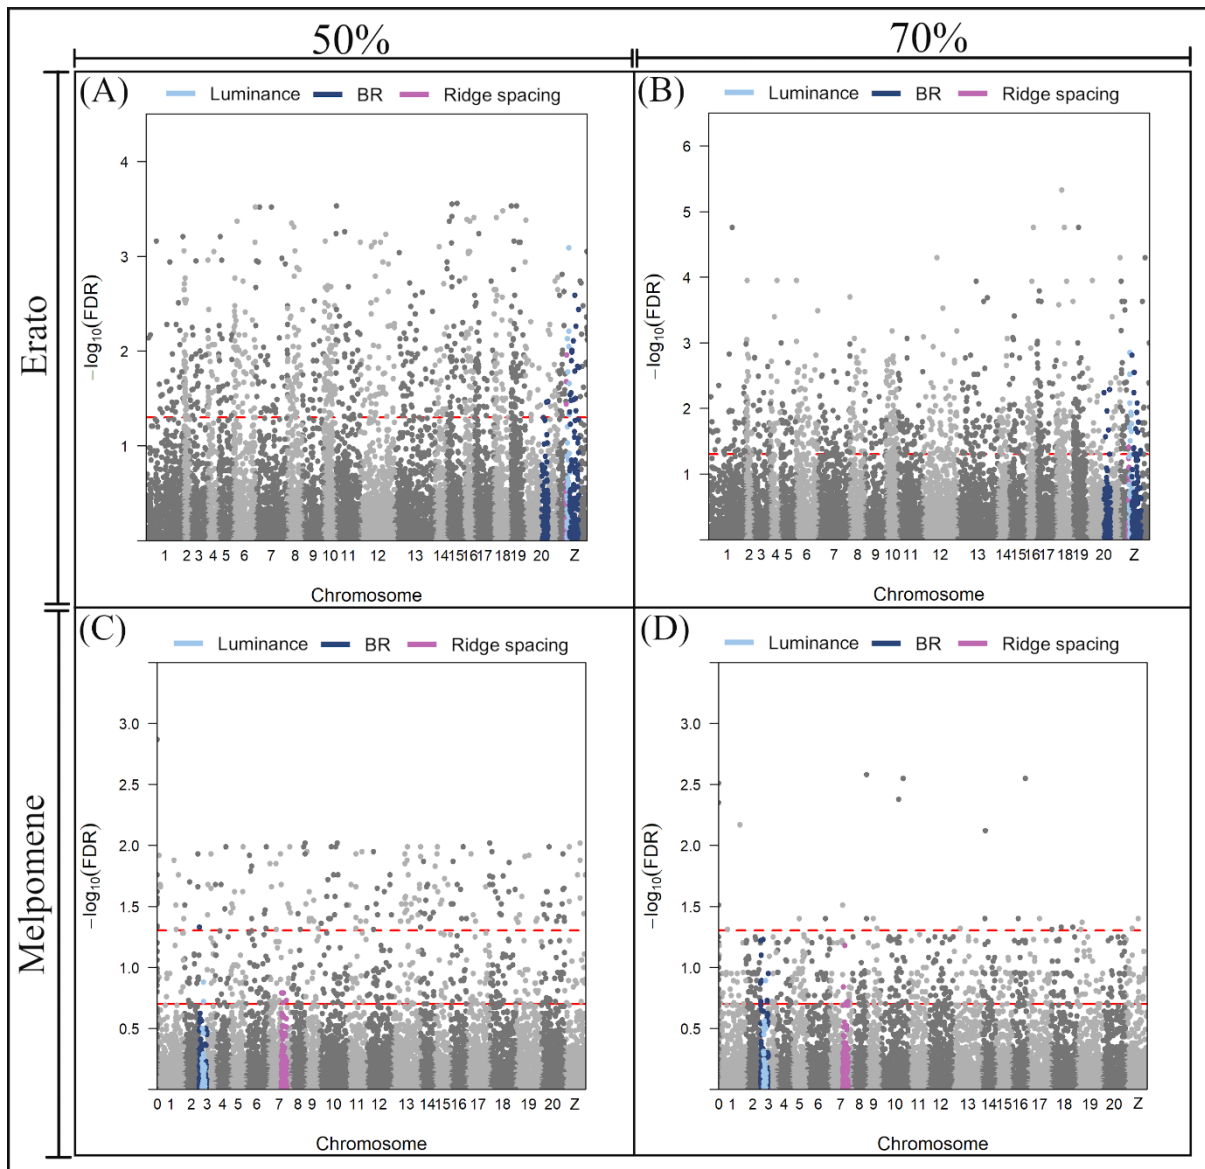 50% 70%
Erato
(A)
Luminance BR Ridge spacing
−log10(FDR)
4
3
2
1
1 2 3 4 5 6 7 8 9 10 11 12 13 14 15 16 17 18 19 20 Z
Chromosome
(B)
Luminance BR Ridge spacing
−log10(FDR)
6
5
4
3
2
1
1 2 3 4 5 6 7 8 9 10 11 12 13 14 15 16 17 18 19 20 Z
Chromosome
Melpomene
(C)
Luminance BR Ridge spacing
−log10(FDR)
3.0
2.5
2.0
1.5
1.0
0.5
0 1 2 3 4 5 6 7 8 9 10 11 12 13 14 15 16 17 18 19 20 Z
Chromosome
(D)
Luminance BR Ridge spacing
−log10(FDR)
3.0
2.5
2.0
1.5
1.0
0.5
0 1 2 3 4 5 6 7 8 9 10 11 12 13 14 15 16 17 18 19 20 Z
Chromosome